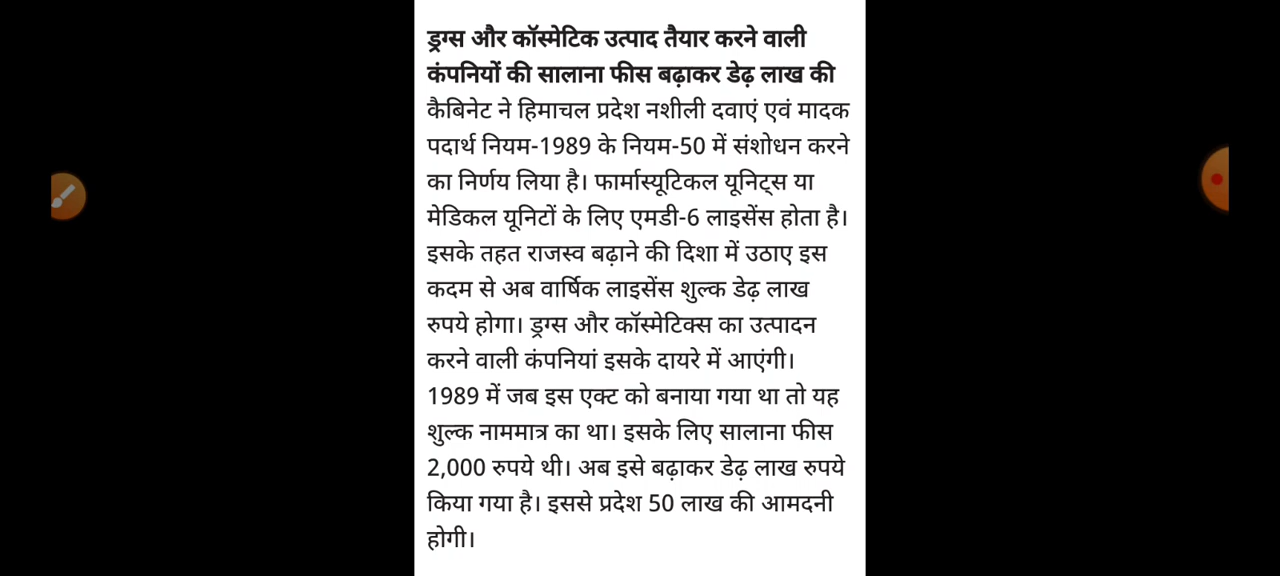 ड्रग्स और कॉस्मेटिक उत्पाद तैयार करने वाली
कंपनियों की सालाना फीस बढ़ाकर डेढ़ लाख की
कैबिनेट ने हिमाचल प्रदेश नशीली दवाएं एवं मादक
पदार्थ नियम-1989 के नियम-50 में संशोधन करने
का निर्णय लिया है। फार्मास्यूटिकल यूनिट्स या
मेडिकल यूनिटों के लिए एमडी-6 लाइसेंस होता है।
इसके तहत राजस्व बढ़ाने की दिशा में उठाए इस
कदम से अब वार्षिक लाइसेंस शुल्क डेढ़ लाख
रुपये होगा। ड्रग्स और कॉस्मेटिक्स का उत्पादन
करने वाली कंपनियां इसके दायरे में आएंगी।
1989 में जब इस एक्ट को बनाया गया था तो यह
शुल्क नाममात्र का था। इसके लिए सालाना फीस
2,000 रुपये थी। अब इसे बढ़ाकर डेढ़ लाख रुपये
किया गया है। इससे प्रदेश 50 लाख की आमदनी
होगी।